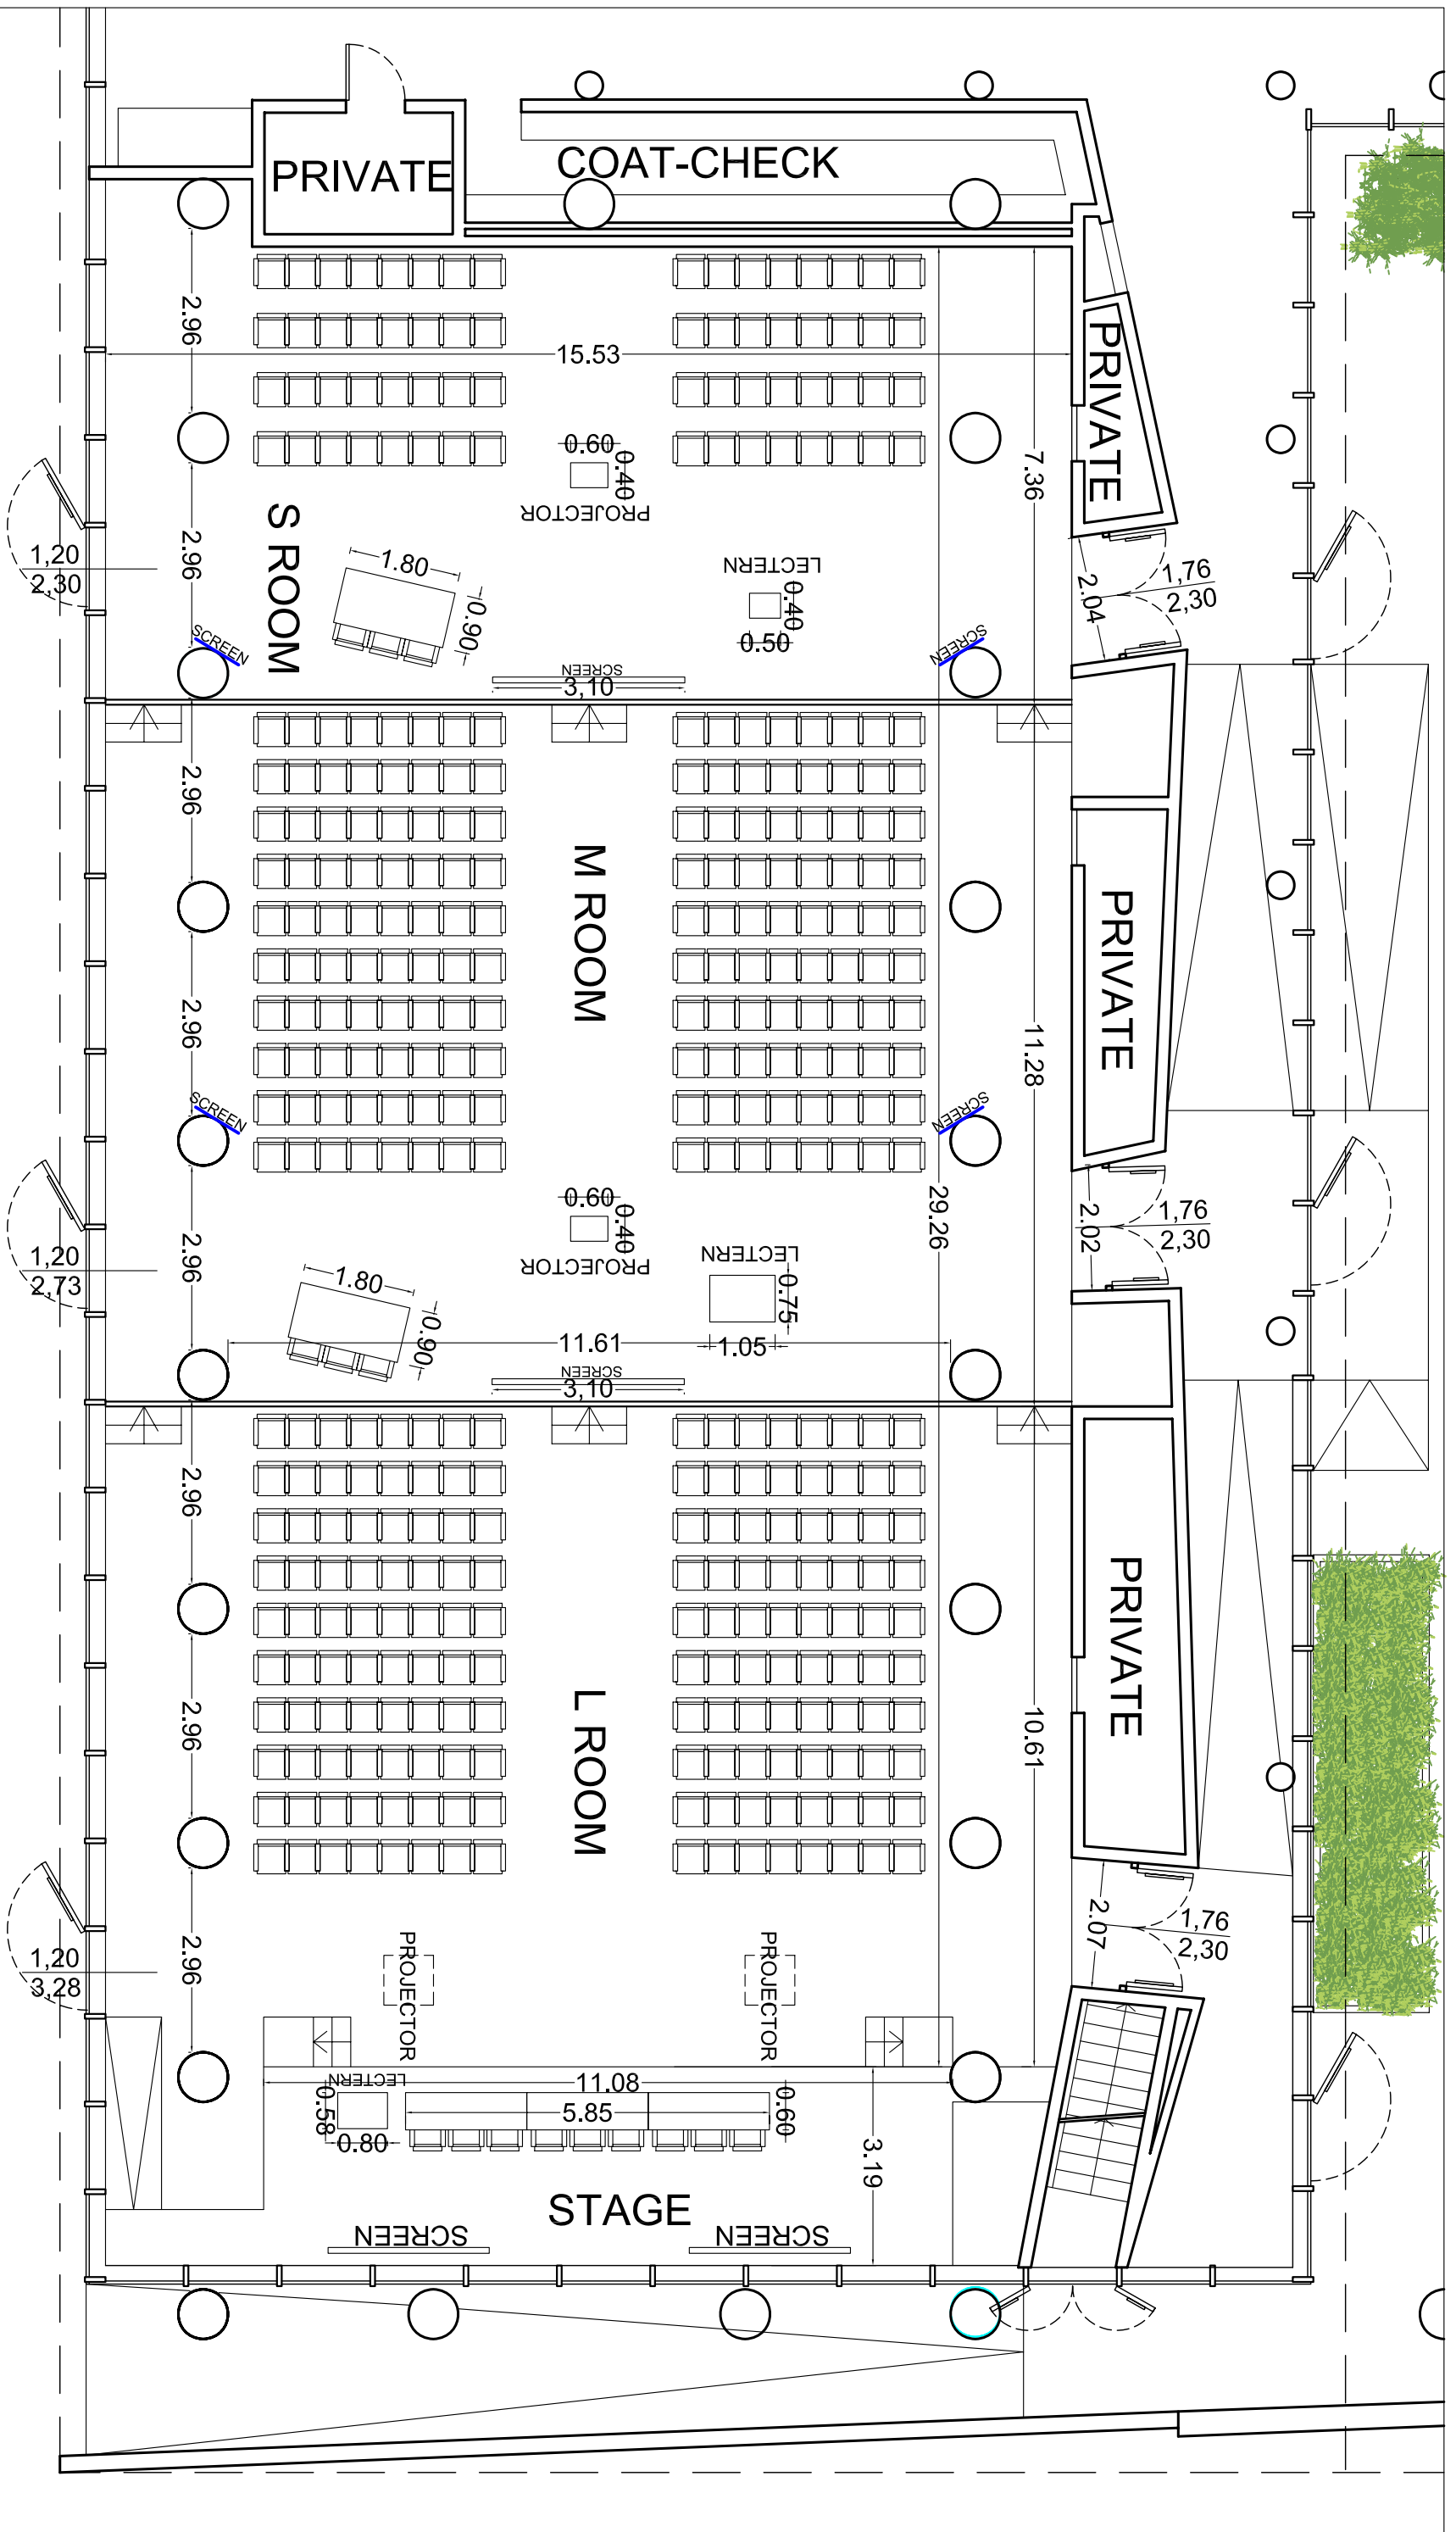 COAT-CHECK
PRIVATE
PRIVATE
2.96
15.53
7.36
0.60
0.40
PROJECTOR
S ROOM
2.96
1,20
2,30
1.80
0.90
LECTERN
0.40
0.50
2.04
1,76
2,30
SCREEN
SCREEN
SCREEN
3,10
2.96
M ROOM
PRIVATE
2.96
11.28
SCREEN
SCREEN
29.26
2.96
0.60
0.40
PROJECTOR
LECTERN
0.75
1.05
2.02
1,76
2,30
1,20
2,73
1.80
0.90
11.61
SCREEN
3,10
2.96
PRIVATE
L ROOM
2.96
10.61
2.07
1,76
2,30
2.96
1,20
3,28
PROJECTOR
PROJECTOR
LECTERN
11.08
0.58
5.85
0.60
0.80
3.19
STAGE
SCREEN
SCREEN